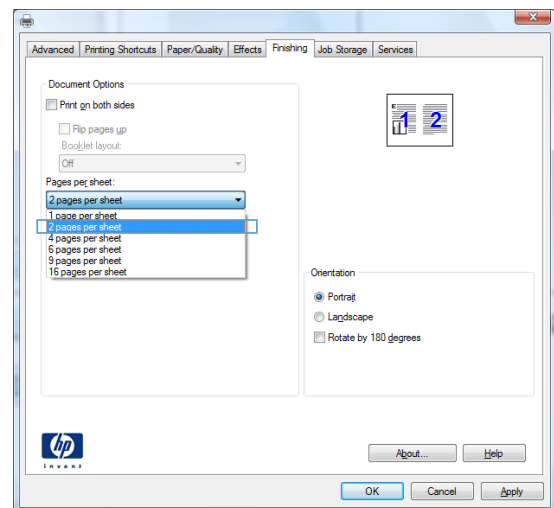 Advanced Printing Shortcuts Paper/Quality Effects Finishing Job Storage Services
Document Options
Print on both sides
Flip pages up
Booklet layout:
Off
Pages per sheet:
2 pages per sheet
1 page per sheet
2 pages per sheet
4 pages per sheet
6 pages per sheet
9 pages per sheet
16 pages per sheet
1 2
Orientation
Portrait
Landscape
Rotate by 180 degrees
hp
invent
About... Help
OK Cancel Apply